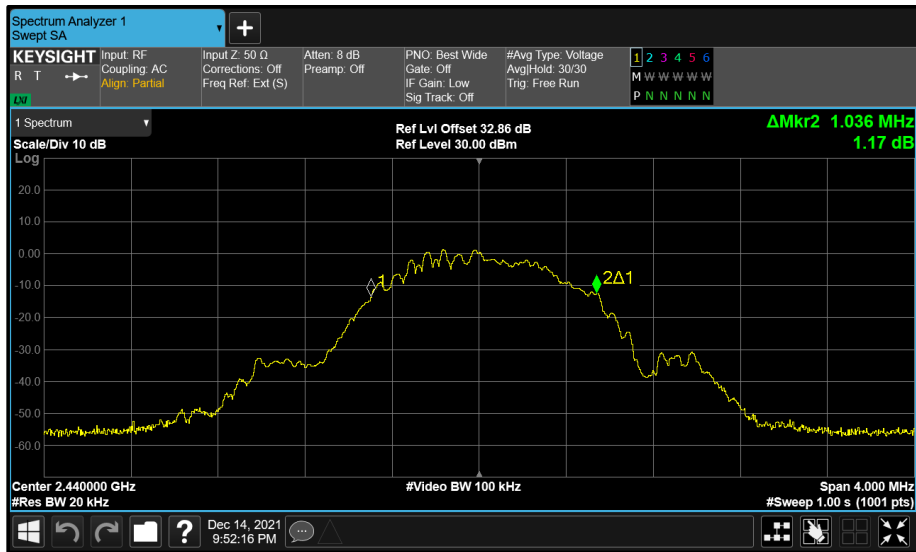 Spectrum Analyzer 1
Swept SA
▼
+
KEYSIGHT
R T
LXI
Input: RF
Coupling: AC
Align: Partial
Input Z: 50 Ω
Corrections: Off
Freq Ref: Ext (S)
Atten: 8 dB
Preamp: Off
PNO: Best Wide
Gate: Off
IF Gain: Low
Sig Track: Off
#Avg Type: Voltage
Avg|Hold: 30/30
Trig: Free Run
1 2 3 4 5 6
M W W W W W
P N N N N N
1 Spectrum ▼
Scale/Div 10 dB
Ref Lvl Offset 32.86 dB
Ref Level 30.00 dBm
ΔMkr2 1.036 MHz
1.17 dB
Log
20.0
10.0
0.00
-10.0
-20.0
-30.0
-40.0
-50.0
-60.0
1
2Δ1
Center 2.440000 GHz
#Video BW 100 kHz
Span 4.000 MHz
#Res BW 20 kHz
#Sweep 1.00 s (1001 pts)
?
Dec 14, 2021
9:52:16 PM